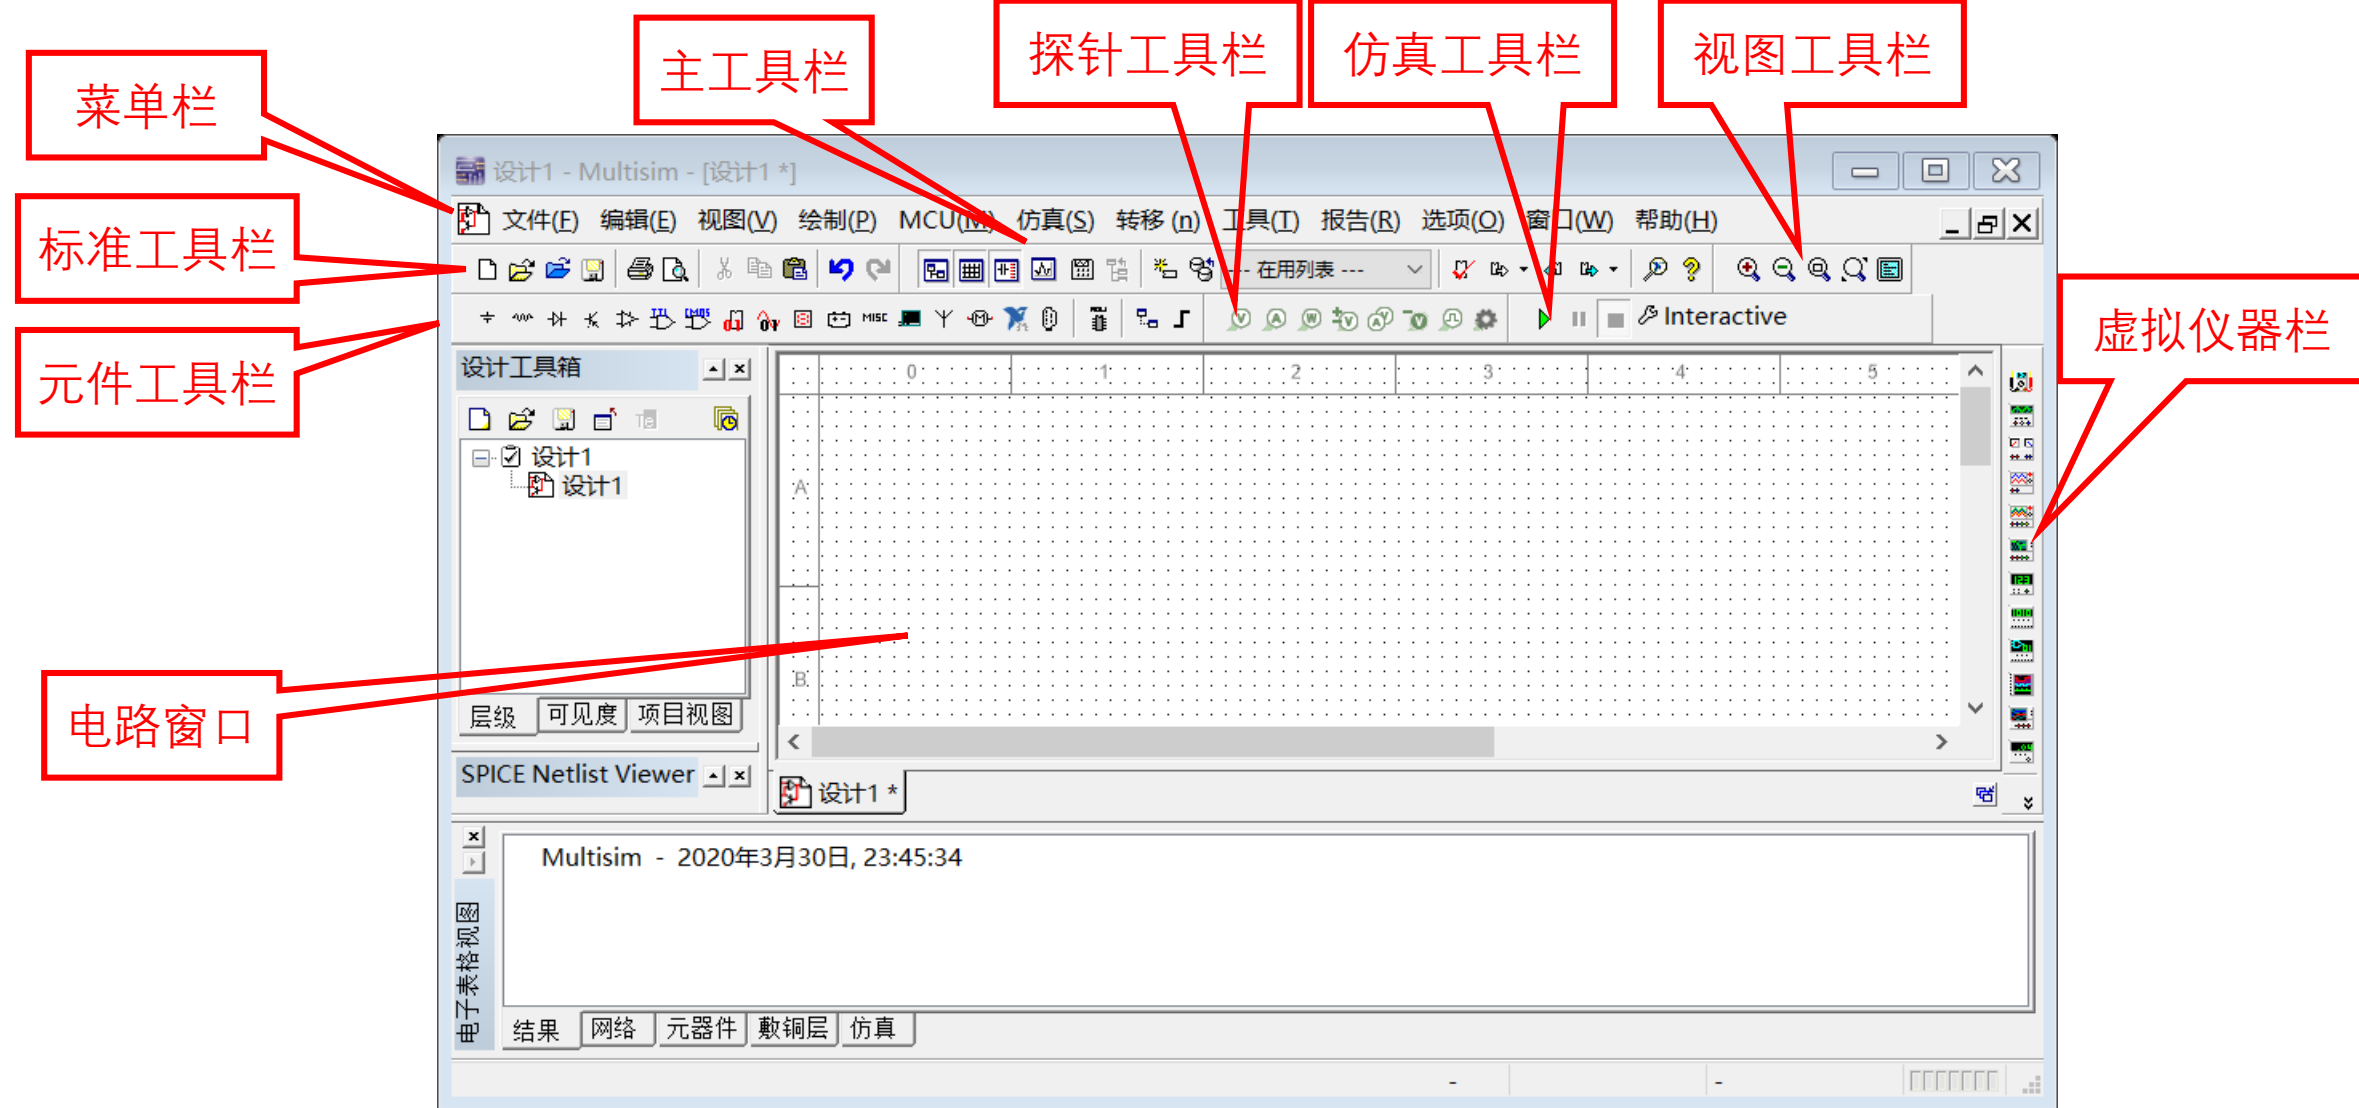 主工具栏
探针工具栏
仿真工具栏
视图工具栏
菜单栏
设计1 - Multisim - [设计1 *]
文件(F) 编辑(E) 视图(V) 绘制(P) MCU(M) 仿真(S) 转移 (n) 工具(T) 报告(R) 选项(O) 窗口(W) 帮助(H)
标准工具栏
--- 在用列表 ---
MISC
Interactive
虚拟仪器栏
元件工具栏
设计工具箱
0 1 2 3 4 5
设计1
设计1
A
B
电路窗口
层级 可见度 项目视图
SPICE Netlist Viewer
设计1 *
Multisim - 2020年3月30日, 23:45:34
电子表格视图
结果 网络 元器件 敷铜层 仿真
- -